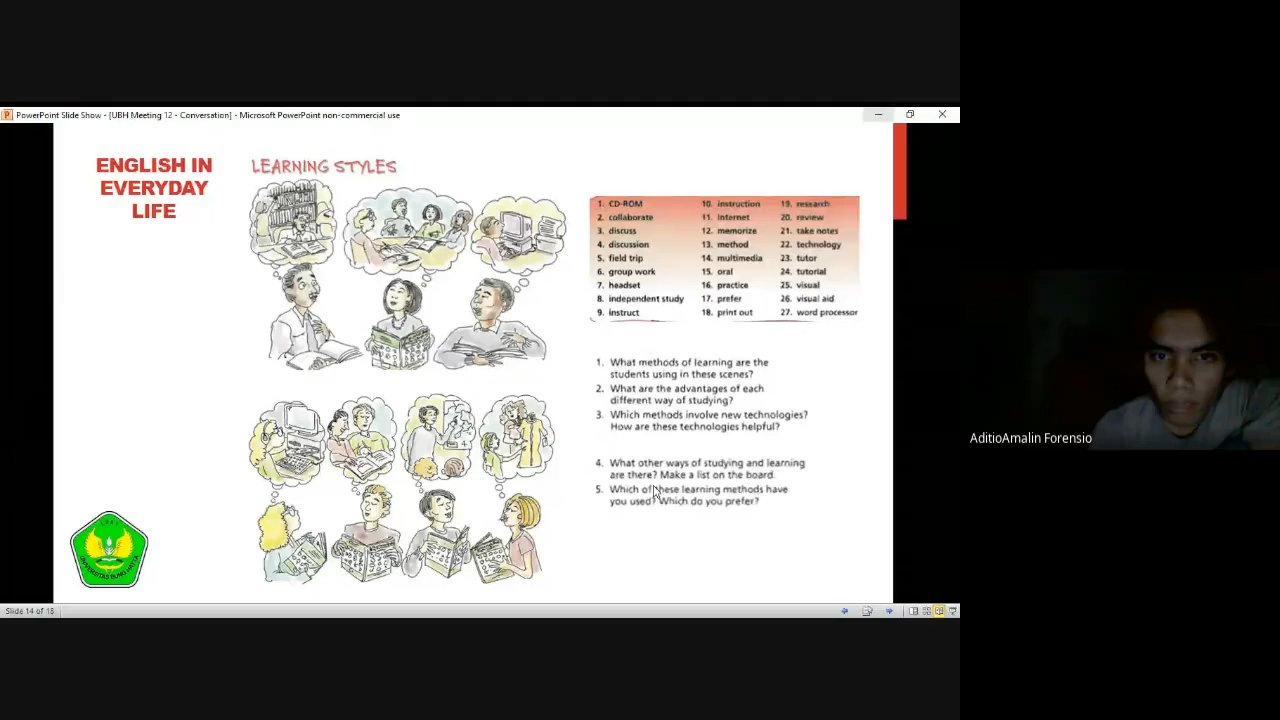 PowerPoint Slide Show - [UBH Meeting 12 - Conversation] - Microsoft PowerPoint non-commercial use
ENGLISH IN
EVERYDAY
LIFE
LEARNING STYLES
1. CD-ROM
2. collaborate
3. discuss
4. discussion
5. field trip
6. group work
7. headset
8. independent study
9. instruct
10. instruction
11. Internet
12. memorize
13. method
14. multimedia
15. oral
16. practice
17. prefer
18. print out
19. research
20. review
21. take notes
22. technology
23. tutor
24. tutorial
25. visual
26. visual aid
27. word processor
1. What methods of learning are the
students using in these scenes?
2. What are the advantages of each
different way of studying?
3. Which methods involve new technologies?
How are these technologies helpful?
4. What other ways of studying and learning
are there? Make a list on the board.
5. Which of these learning methods have
you used? Which do you prefer?
UNIVERSITAS BUNG HATTA
Slide 14 of 18
AditioAmalin Forensio